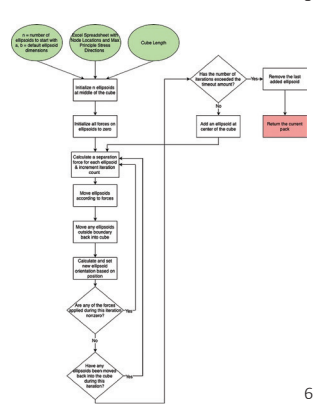 n = number of
ellipsoids to start with
a, b = default ellipsoid
dimensions
Excel Spreadsheet with
Node Locations and Max
Principle Stress
Directions
Cube Length
Initialize n ellipsoids
at middle of the cube
Initialize all forces on
ellipsoids to zero
Calculate a separation
force for each ellipsoid
& increment iteration
count
Move ellipsoids
according to forces
Move any ellipsoids
outside boundary
back into cube
Calculate and set
new ellipsoid
orientation based on
position
Are any of the forces
applied during this iteration
nonzero?
Yes
No
Have any
ellipsoids been moved
back into the cube
during this
iteration?
Yes
No
Has the number of
iterations exceeded the
timeout amount?
Yes
No
Remove the last
added ellipsoid
Add an ellipsoid at
center of the cube
Return the current
pack
6